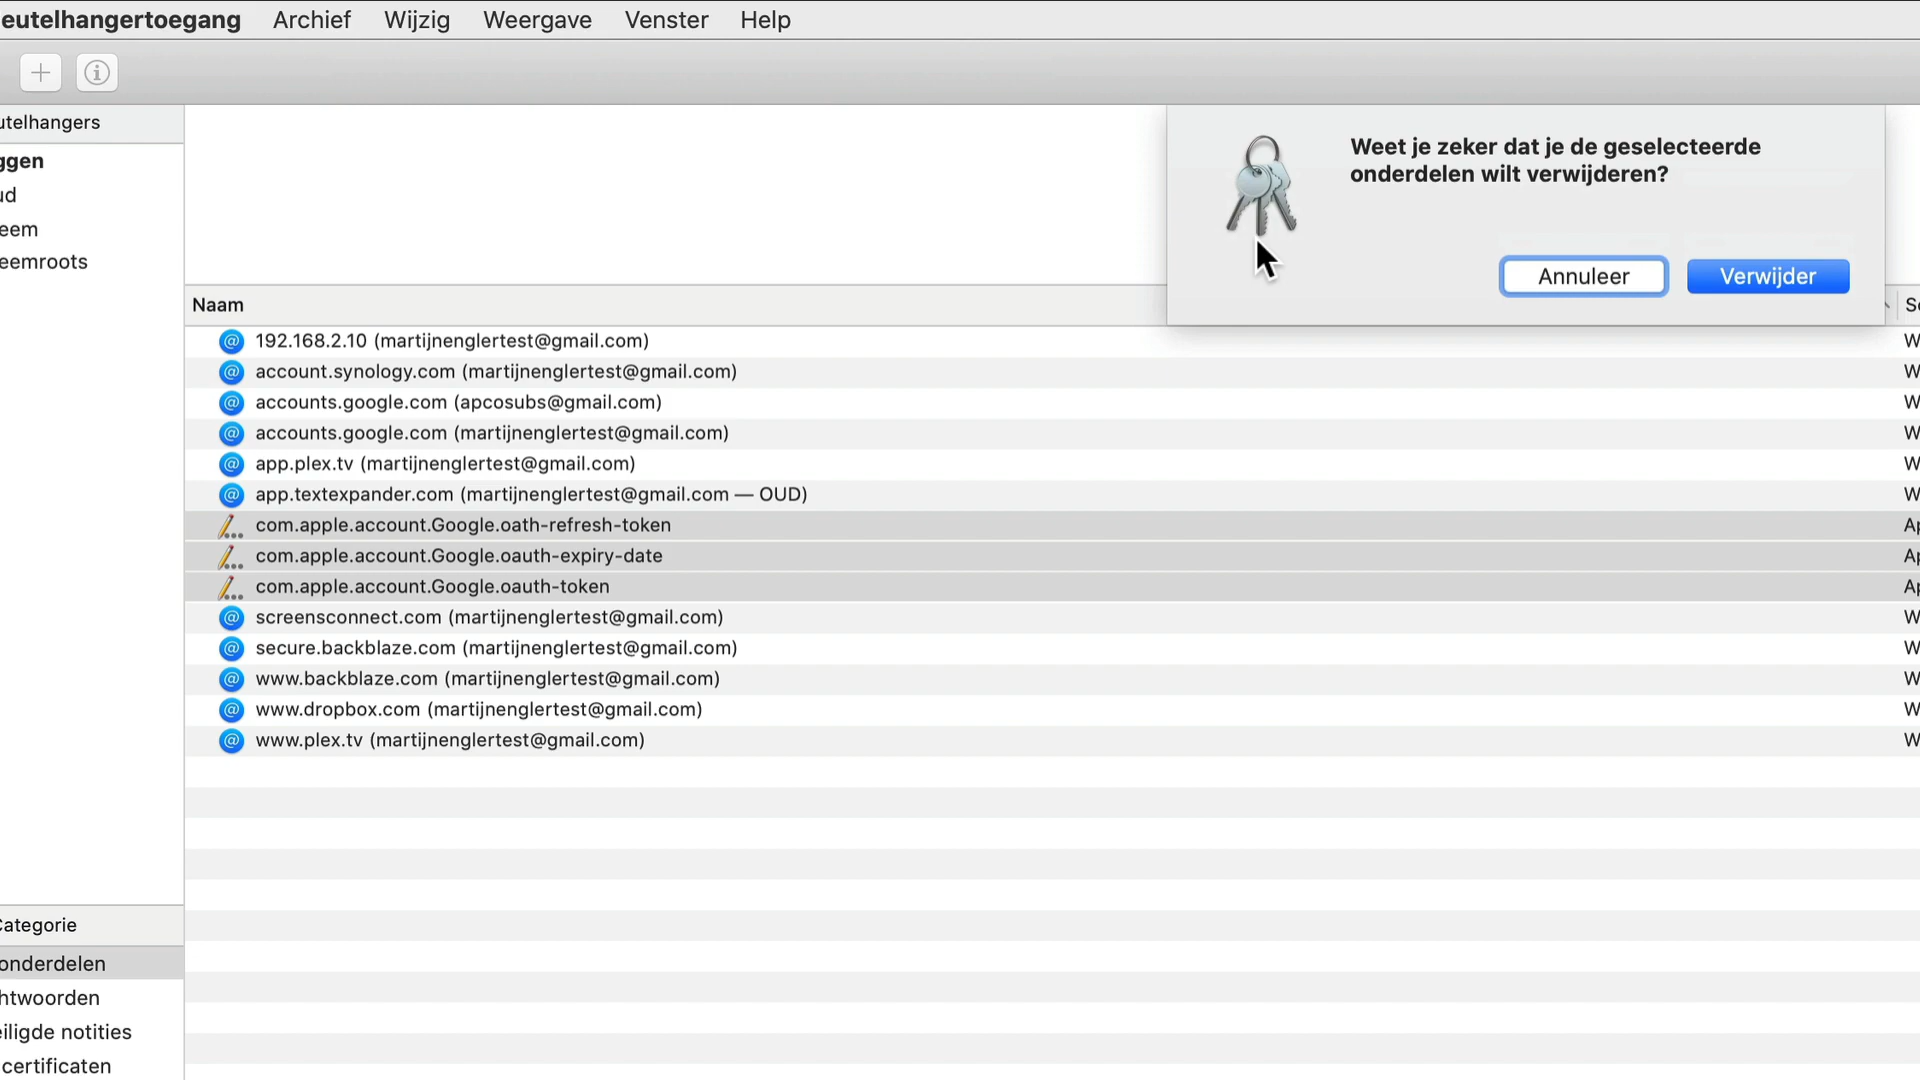 eutelhangertoegang Archief Wijzig Weergave Venster Help
utelhangers
ggen
ud
eem
eemroots
Weet je zeker dat je de geselecteerde
onderdelen wilt verwijderen?
Annuleer Verwijder
Naam
192.168.2.10 (martijnenglertest@gmail.com)
account.synology.com (martijnenglertest@gmail.com)
accounts.google.com (apcosubs@gmail.com)
accounts.google.com (martijnenglertest@gmail.com)
app.plex.tv (martijnenglertest@gmail.com)
app.textexpander.com (martijnenglertest@gmail.com — OUD)
com.apple.account.Google.oath-refresh-token
com.apple.account.Google.oauth-expiry-date
com.apple.account.Google.oauth-token
screensconnect.com (martijnenglertest@gmail.com)
secure.backblaze.com (martijnenglertest@gmail.com)
www.backblaze.com (martijnenglertest@gmail.com)
www.dropbox.com (martijnenglertest@gmail.com)
www.plex.tv (martijnenglertest@gmail.com)
Categorie
onderdelen
htwoorden
eiligde notities
certificaten